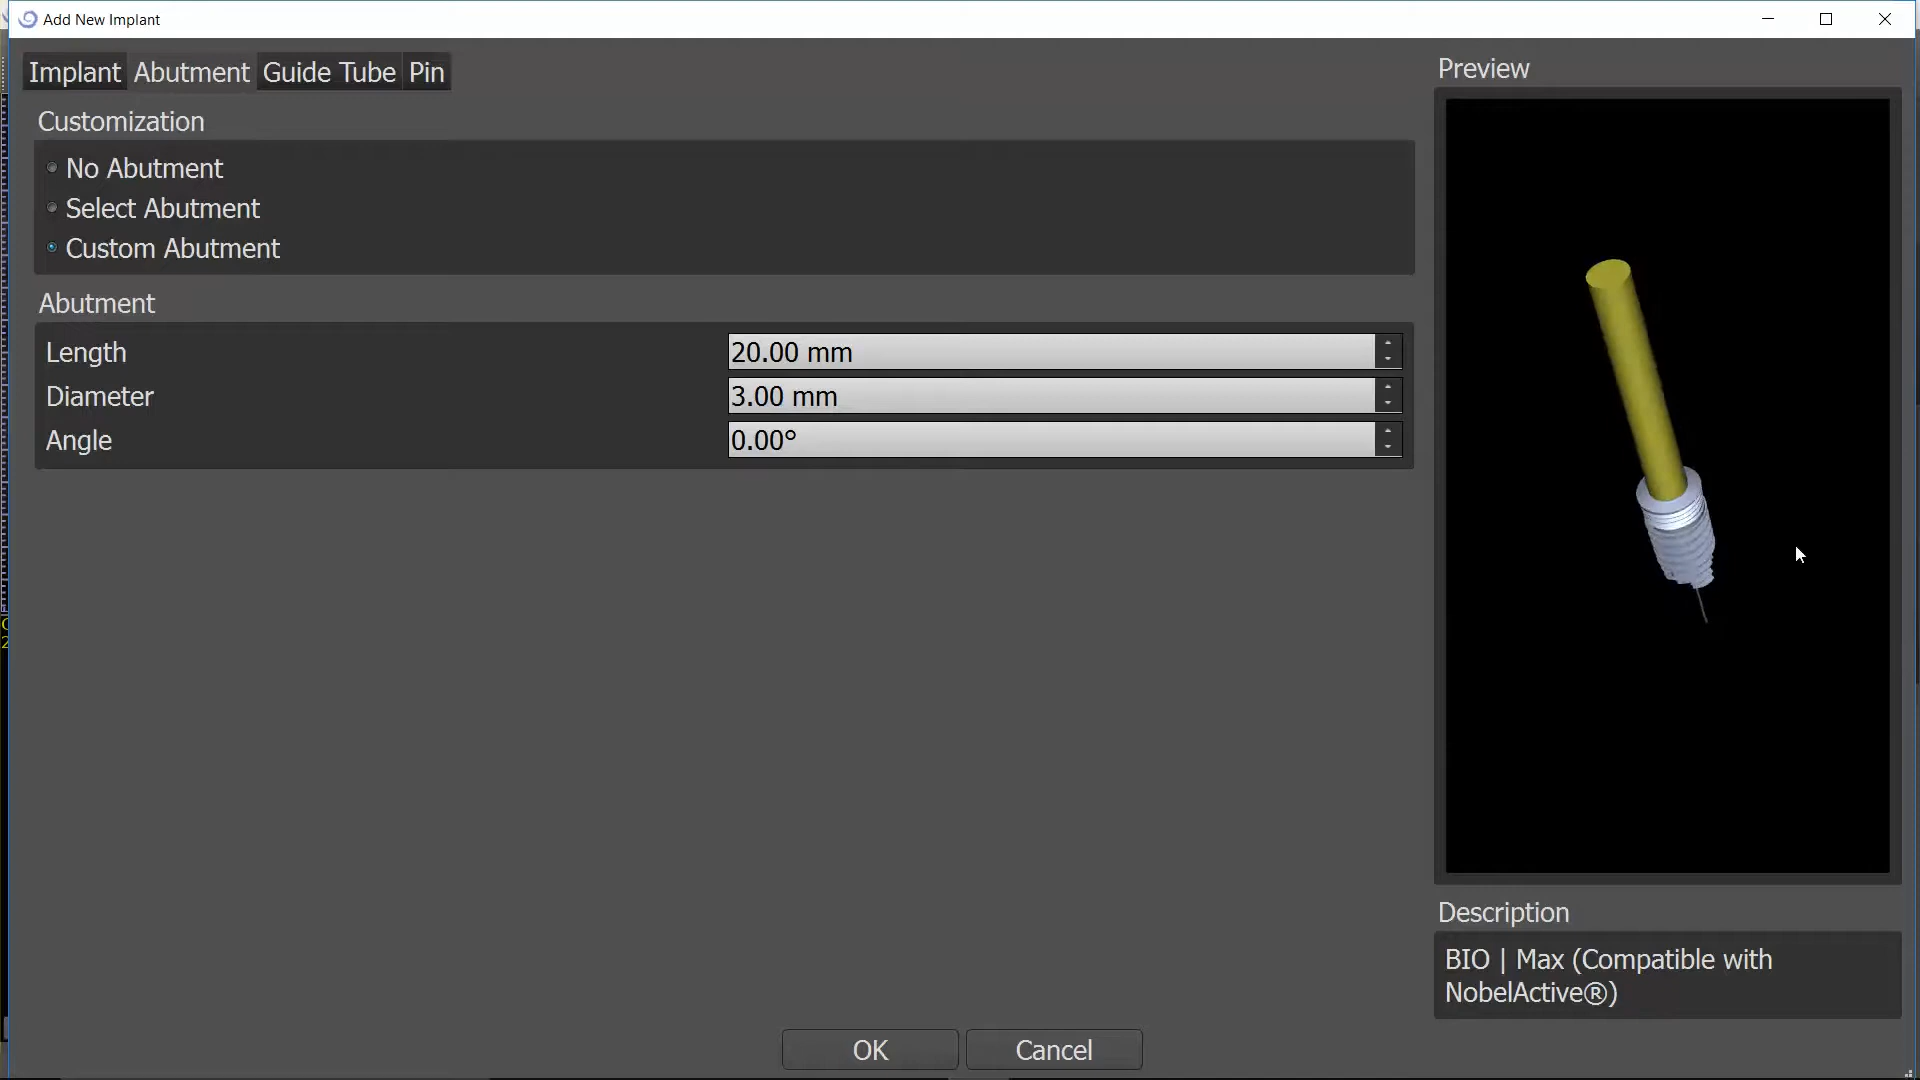 Add New Implant
Implant Abutment Guide Tube Pin
Preview
Customization
No Abutment
Select Abutment
Custom Abutment
Abutment
Length 20.00 mm
Diameter 3.00 mm
Angle 0.00°
Description
BIO | Max (Compatible with
NobelActive®)
OK Cancel